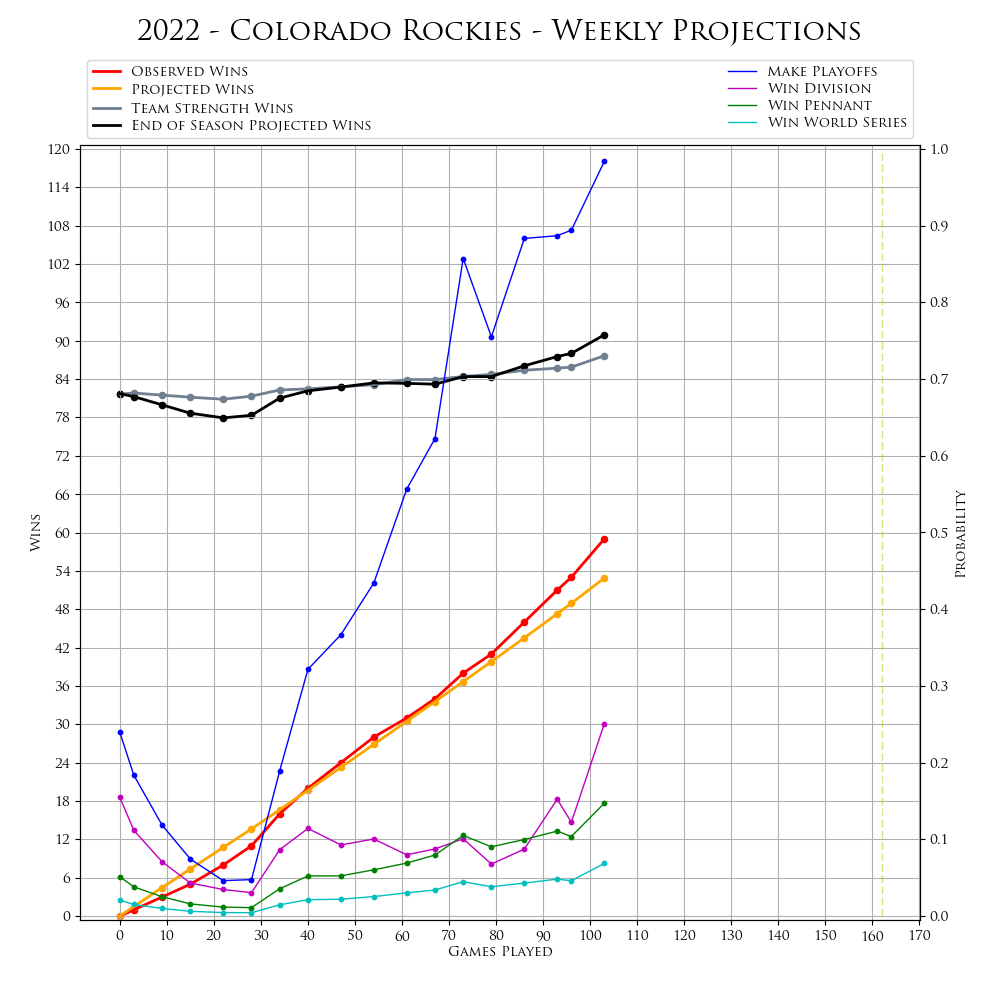 2022 - Colorado Rockies - Weekly Projections
Observed Wins
Projected Wins
Team Strength Wins
End of Season Projected Wins
Make Playoffs
Win Division
Win Pennant
Win World Series
120
114
108
102
96
90
84
78
72
66
60
54
48
42
36
30
24
18
12
6
0
Wins
1.0
0.9
0.8
0.7
0.6
0.5
0.4
0.3
0.2
0.1
0.0
Probability
0 10 20 30 40 50 60 70 80 90 100 110 120 130 140 150 160 170
Games Played